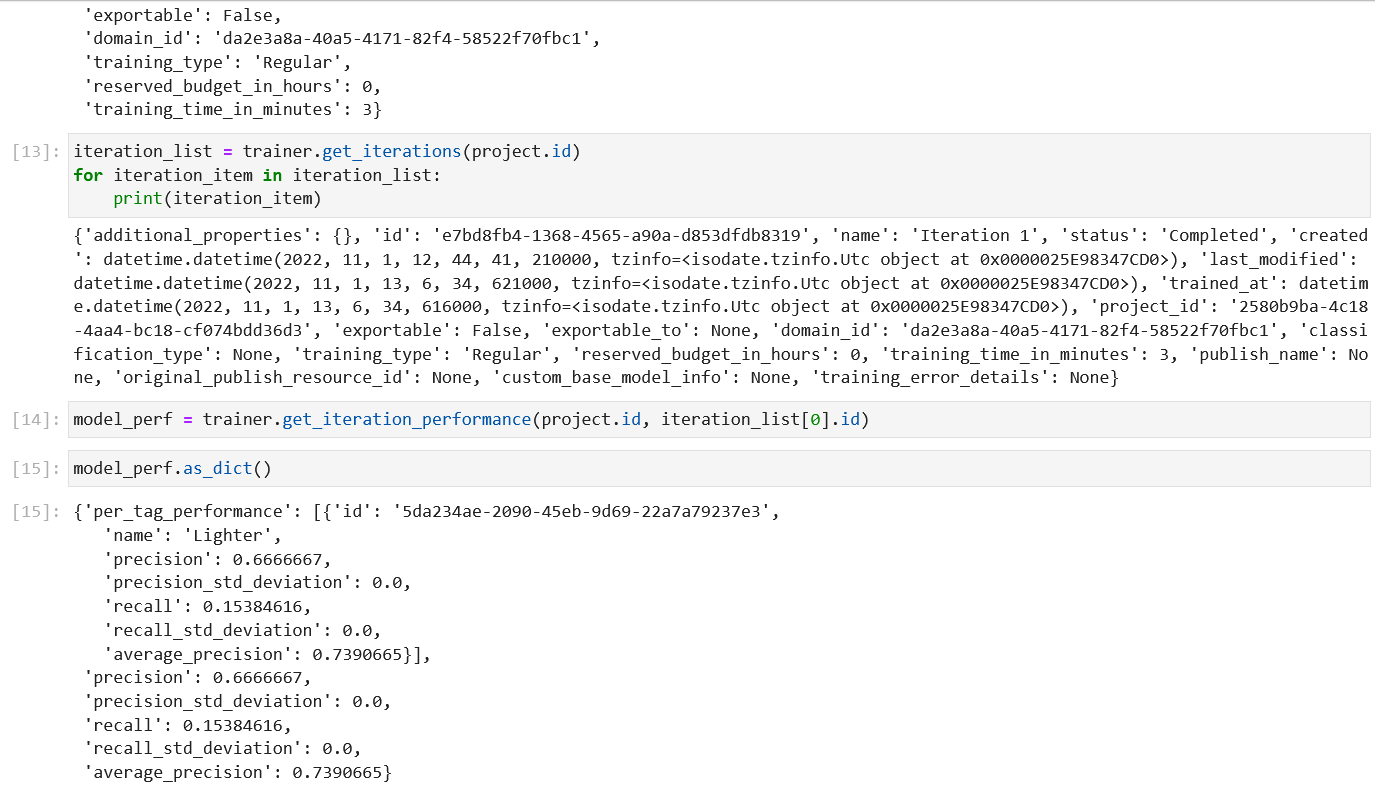 'exportable': False,
'domain_id': 'da2e3a8a-40a5-4171-82f4-58522f70fbc1',
'training_type': 'Regular',
'reserved_budget_in_hours': 0,
'training_time_in_minutes': 3}
[13]: iteration_list = trainer.get_iterations(project.id)
for iteration_item in iteration_list:
print(iteration_item)
{'additional_properties': {}, 'id': 'e7bd8fb4-1368-4565-a90a-d853dfdb8319', 'name': 'Iteration 1', 'status': 'Completed', 'created
': datetime.datetime(2022, 11, 1, 12, 44, 41, 210000, tzinfo=<isodate.tzinfo.Utc object at 0x0000025E98347CD0>), 'last_modified':
datetime.datetime(2022, 11, 1, 13, 6, 34, 621000, tzinfo=<isodate.tzinfo.Utc object at 0x0000025E98347CD0>), 'trained_at': datetim
e.datetime(2022, 11, 1, 13, 6, 34, 616000, tzinfo=<isodate.tzinfo.Utc object at 0x0000025E98347CD0>), 'project_id': '2580b9ba-4c18
-4aa4-bc18-cf074bdd36d3', 'exportable': False, 'exportable_to': None, 'domain_id': 'da2e3a8a-40a5-4171-82f4-58522f70fbc1', 'classi
fication_type': None, 'training_type': 'Regular', 'reserved_budget_in_hours': 0, 'training_time_in_minutes': 3, 'publish_name': No
ne, 'original_publish_resource_id': None, 'custom_base_model_info': None, 'training_error_details': None}
[14]: model_perf = trainer.get_iteration_performance(project.id, iteration_list[0].id)
[15]: model_perf.as_dict()
[15]: {'per_tag_performance': [{'id': '5da234ae-2090-45eb-9d69-22a7a79237e3',
'name': 'Lighter',
'precision': 0.6666667,
'precision_std_deviation': 0.0,
'recall': 0.15384616,
'recall_std_deviation': 0.0,
'average_precision': 0.7390665}],
'precision': 0.6666667,
'precision_std_deviation': 0.0,
'recall': 0.15384616,
'recall_std_deviation': 0.0,
'average_precision': 0.7390665}